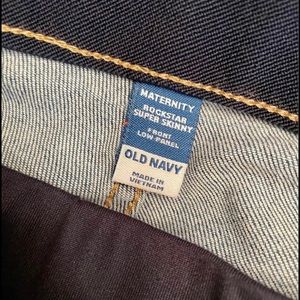 MATERNITY
ROCKSTAR
SUPER SKINNY
FRONT
LOW PANEL
OLD NAVY
MADE IN
VIETNAM